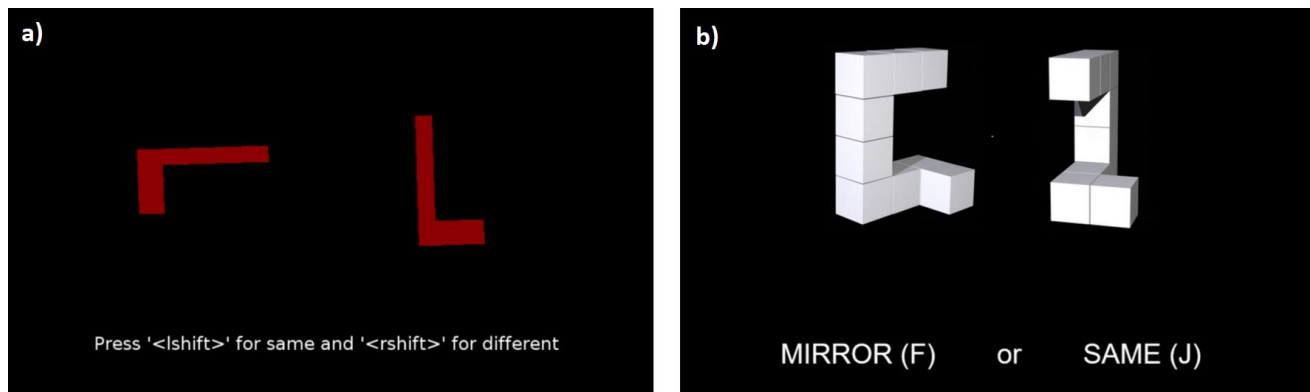 a)
Press '<lshift>' for same and '<rshift>' for different
b)
MIRROR (F) or SAME (J)